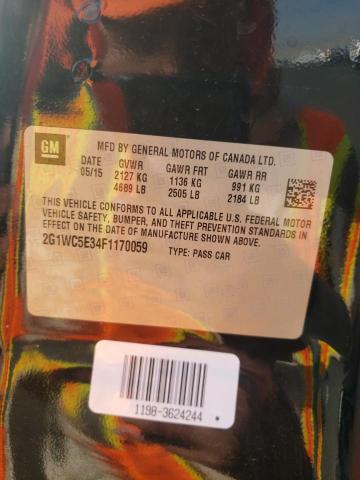 GM
MFD BY GENERAL MOTORS OF CANADA LTD.
DATE GVWR GAWR FRT GAWR RR
05/15 2127 KG 1136 KG 991 KG
4689 LB 2505 LB 2184 LB
THIS VEHICLE CONFORMS TO ALL APPLICABLE U.S. FEDERAL MOTOR
VEHICLE SAFETY, BUMPER, AND THEFT PREVENTION STANDARDS IN
EFFECT ON THE DATE OF MANUFACTURE SHOWN ABOVE.
2G1WC5E34F1170059 TYPE: PASS CAR
1198-3624244